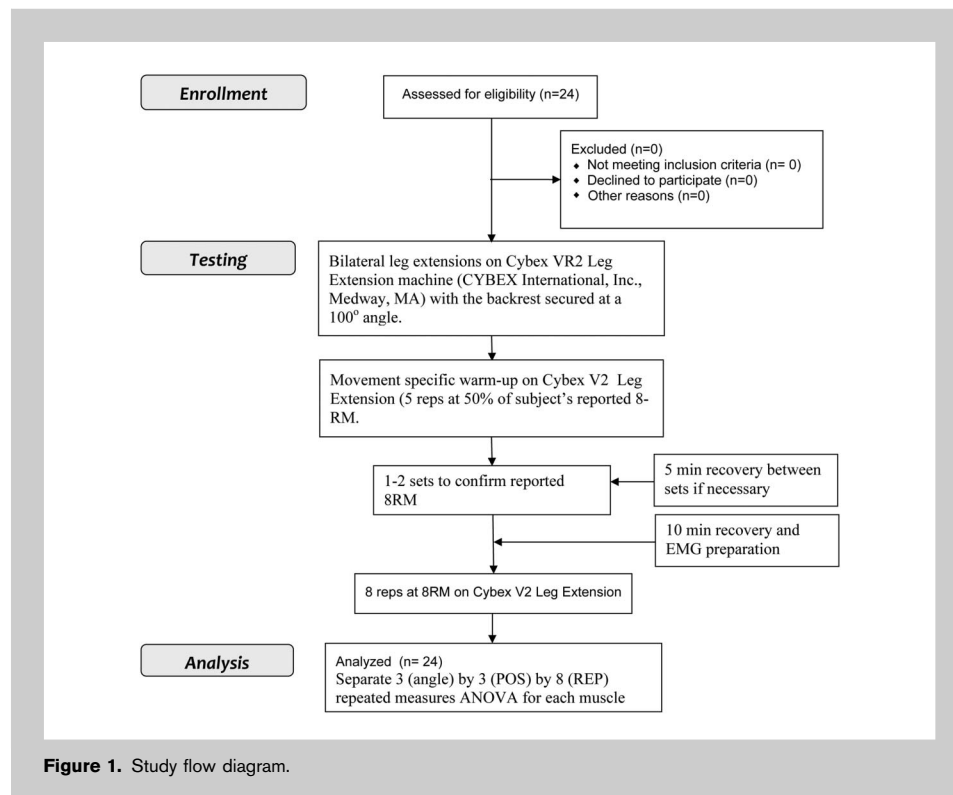 Enrollment
Assessed for eligibility (n=24)
Excluded (n=0)
◆ Not meeting inclusion criteria (n= 0)
◆ Declined to participate (n=0)
◆ Other reasons (n=0)
Testing
Bilateral leg extensions on Cybex VR2 Leg
Extension machine (CYBEX International, Inc.,
Medway, MA) with the backrest secured at a
100° angle.
Movement specific warm-up on Cybex V2 Leg
Extension (5 reps at 50% of subject's reported 8-
RM.
1-2 sets to confirm reported
8RM
5 min recovery between
sets if necessary
10 min recovery and
EMG preparation
8 reps at 8RM on Cybex V2 Leg Extension
Analysis
Analyzed (n= 24)
Separate 3 (angle) by 3 (POS) by 8 (REP)
repeated measures ANOVA for each muscle
Figure 1. Study flow diagram.